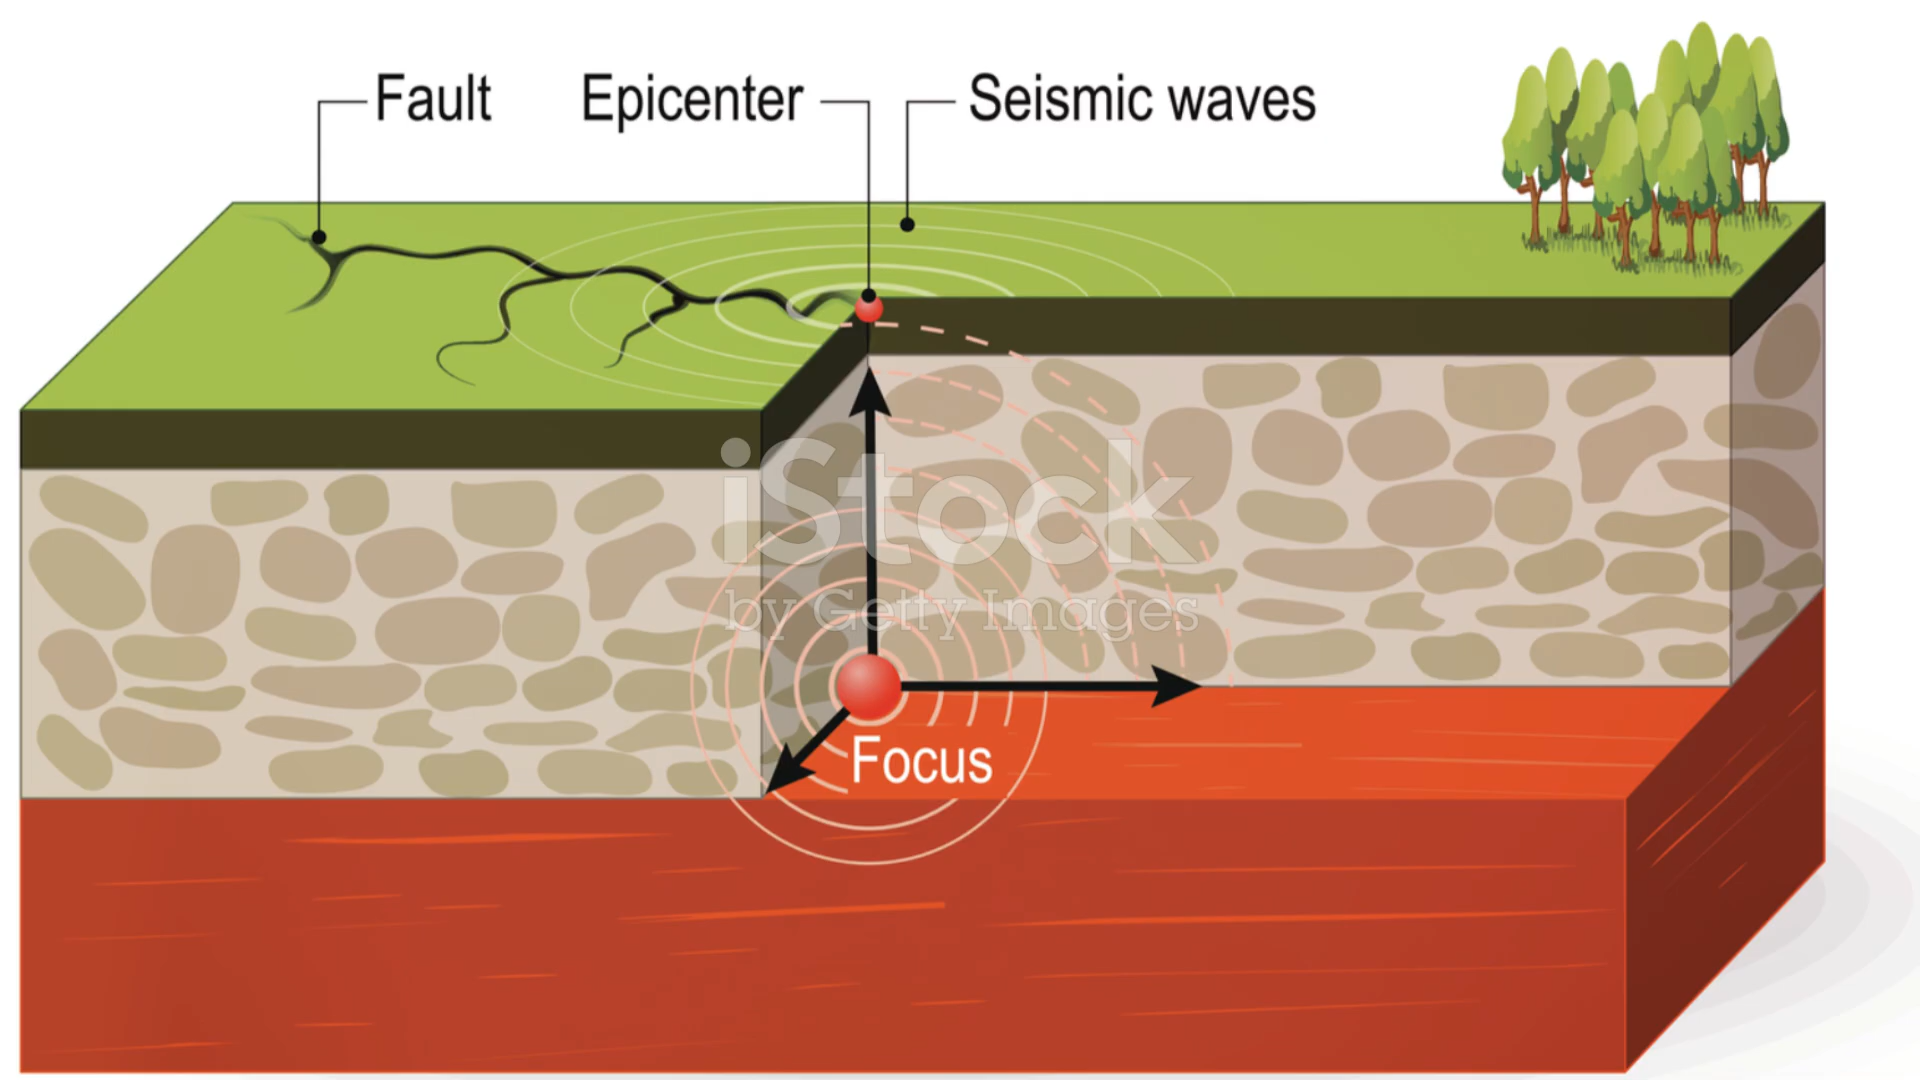 Fault
Epicenter
Seismic waves
iStock
by Getty Images
Focus